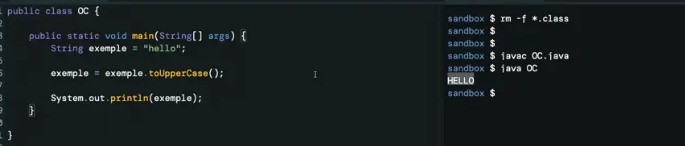 public class OC {
public static void main(String[] args) {
String exemple = "hello";
exemple = exemple.toUpperCase();
System.out.println(exemple);
}
}
sandbox $ rm -f *.class
sandbox $
sandbox $
sandbox $ javac OC.java
sandbox $ java OC
HELLO
sandbox $